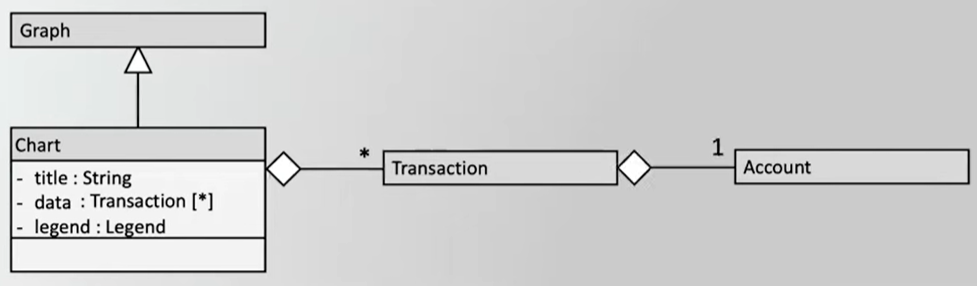 Graph
Chart
- title : String
- data : Transaction [*]
- legend : Legend
*
Transaction
1
Account